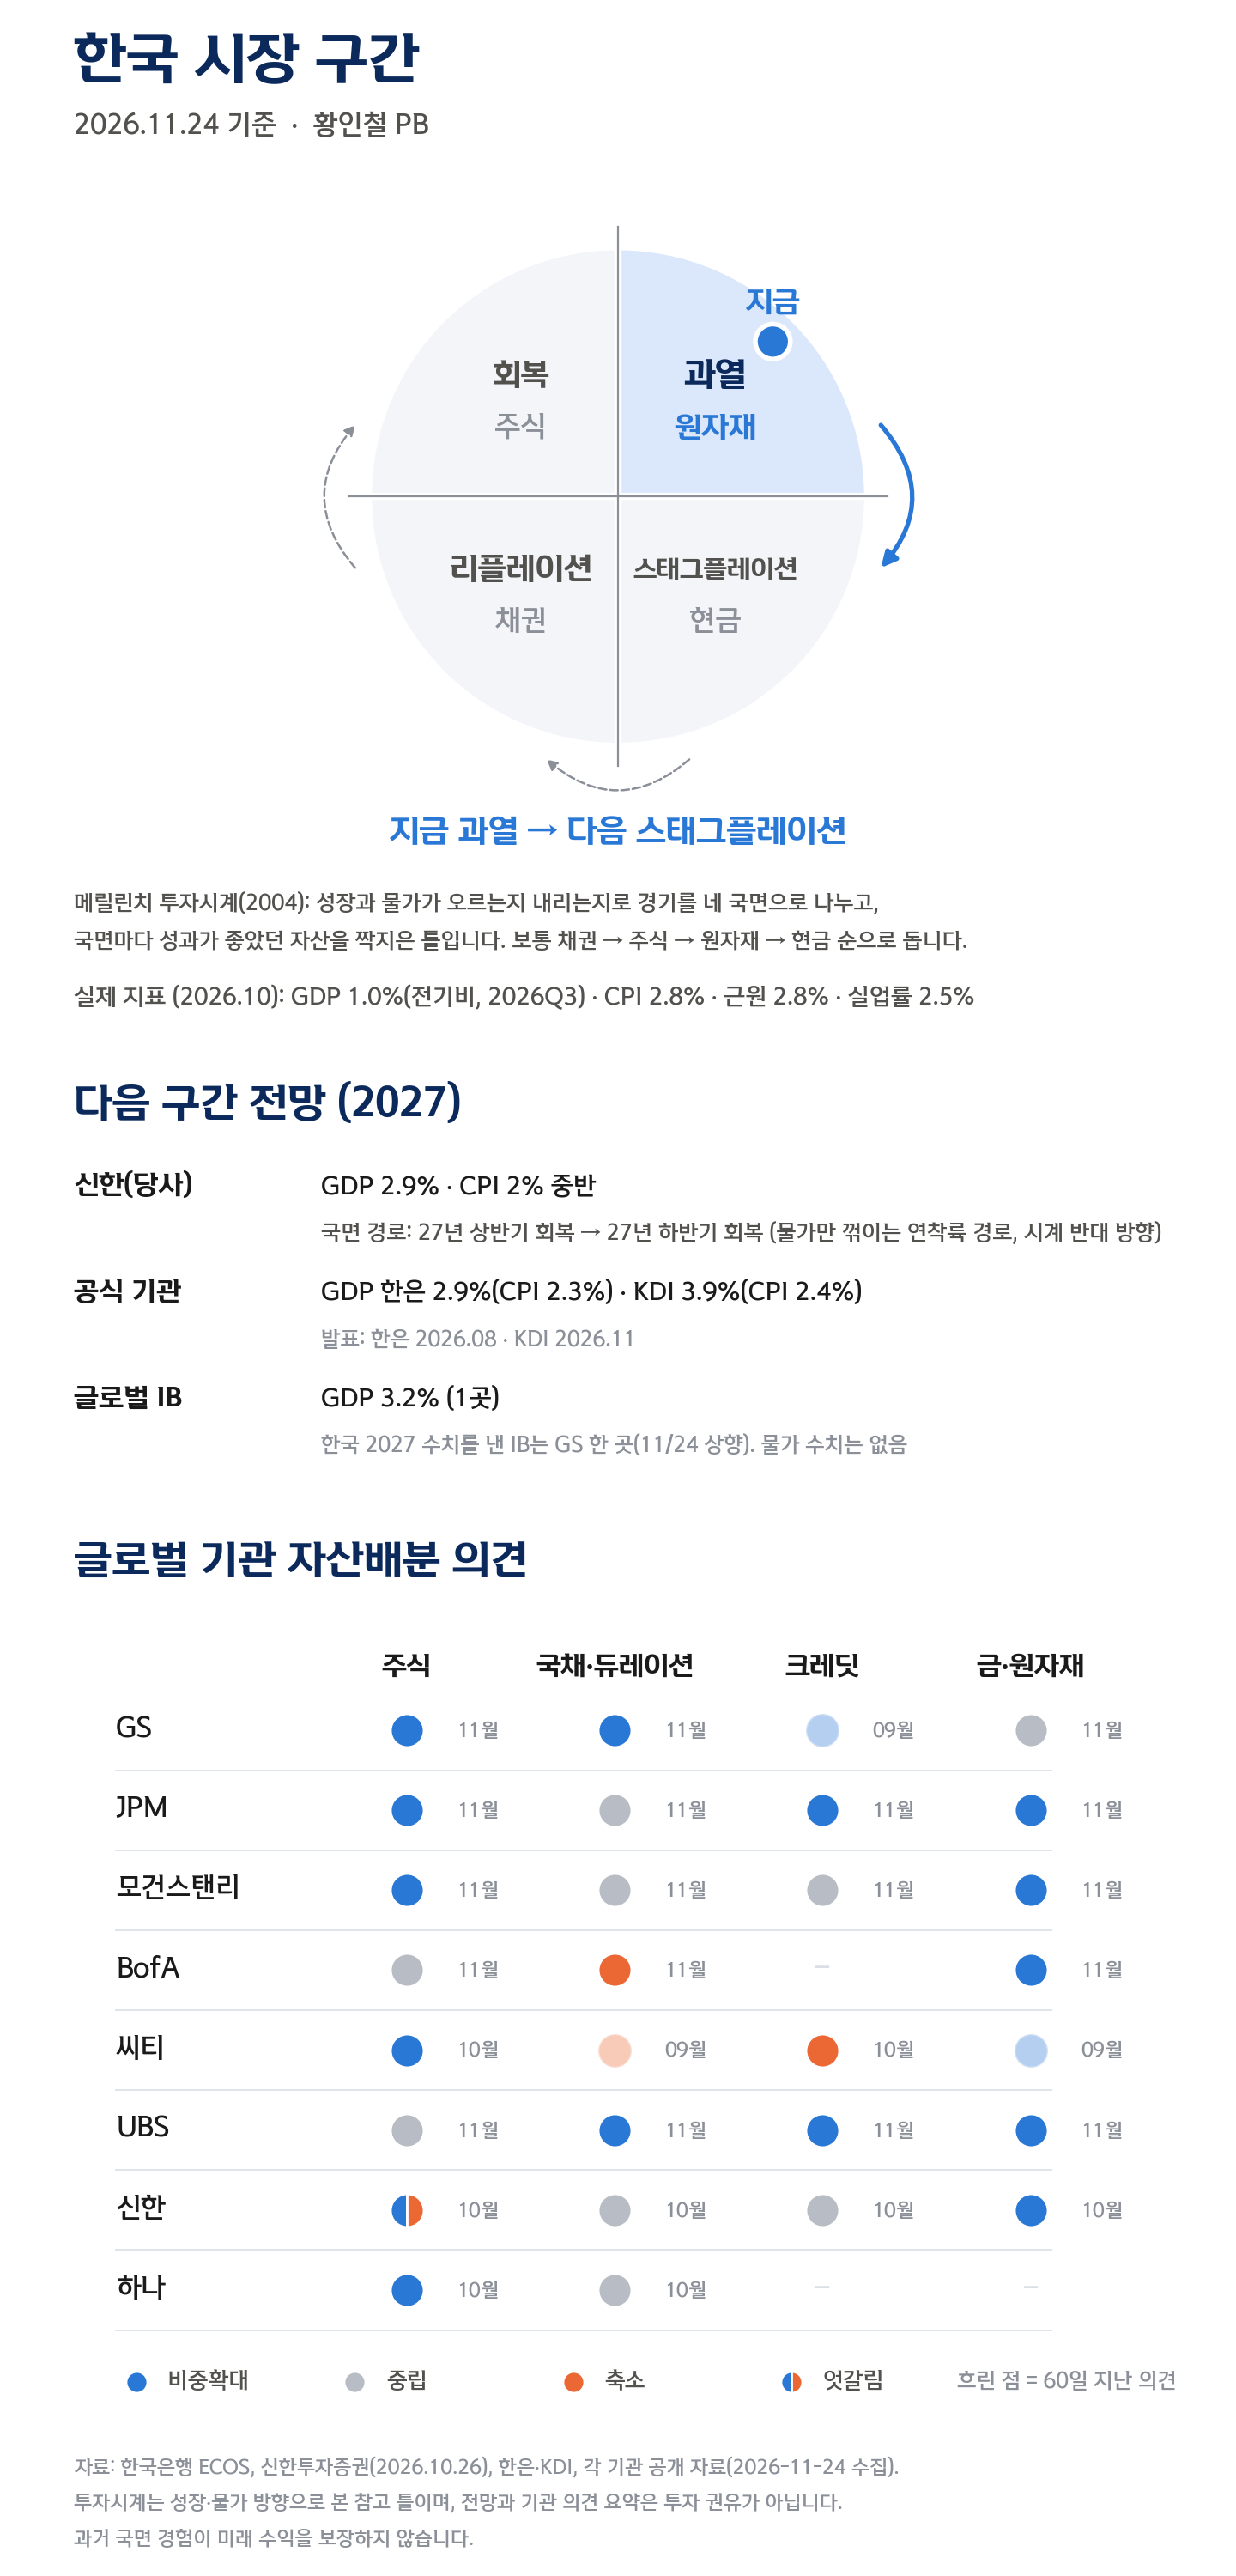 한국 시장 구간
2026.11.24 기준 · 황인철 PB
지금
회복
과열
주식
원자재
리플레이션
스태그플레이션
채권
현금
지금 과열 → 다음 스태그플레이션
메릴린치 투자시계(2004): 성장과 물가가 오르는지 내리는지로 경기를 네 국면으로 나누고,
국면마다 성과가 좋았던 자산을 짝지은 틀입니다. 보통 채권 → 주식 → 원자재 → 현금 순으로 돕니다.
실제 지표 (2026.10): GDP 1.0%(전기비, 2026Q3) · CPI 2.8% · 근원 2.8% · 실업률 2.5%
다음 구간 전망 (2027)
신한(당사) GDP 2.9% · CPI 2% 중반
국면 경로: 27년 상반기 회복 → 27년 하반기 회복 (물가만 꺾이는 연착륙 경로, 시계 반대 방향)
공식 기관 GDP 한은 2.9%(CPI 2.3%) · KDI 3.9%(CPI 2.4%)
발표: 한은 2026.08 · KDI 2026.11
글로벌 IB GDP 3.2% (1곳)
한국 2027 수치를 낸 IB는 GS 한 곳(11/24 상향). 물가 수치는 없음
글로벌 기관 자산배분 의견
주식 국채·듀레이션 크레딧 금·원자재
GS 11월 11월 09월 11월
JPM 11월 11월 11월 11월
모건스탠리 11월 11월 11월 11월
BofA 11월 11월 – 11월
씨티 10월 09월 10월 09월
UBS 11월 11월 11월 11월
신한 10월 10월 10월 10월
하나 10월 10월 – –
비중확대 중립 축소 엇갈림 흐린 점 = 60일 지난 의견
자료: 한국은행 ECOS, 신한투자증권(2026.10.26), 한은·KDI, 각 기관 공개 자료(2026-11-24 수집).
투자시계는 성장·물가 방향으로 본 참고 틀이며, 전망과 기관 의견 요약은 투자 권유가 아닙니다.
과거 국면 경험이 미래 수익을 보장하지 않습니다.